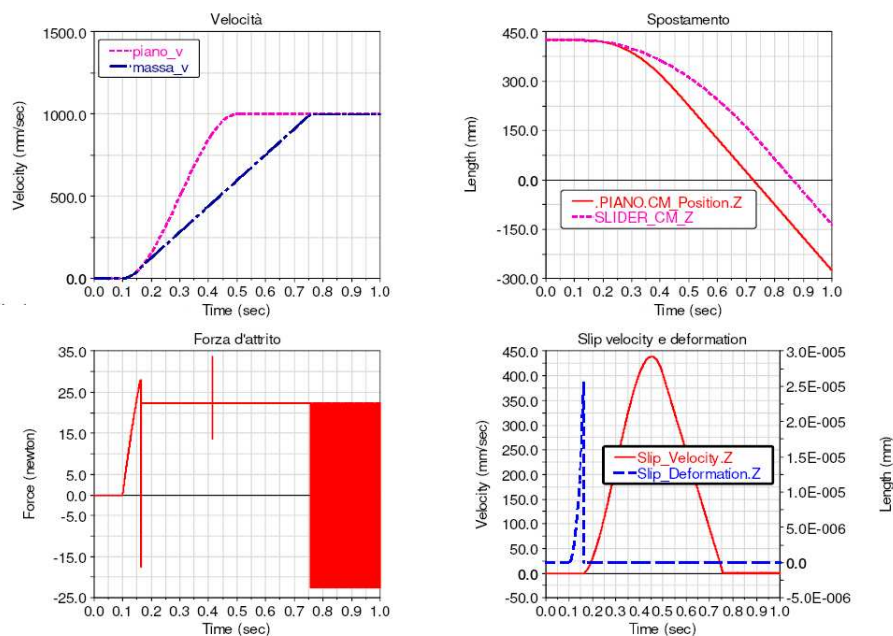 Velocità
1500.0
1000.0
500.0
0.0
Velocity (mm/sec)
piano_v
massa_v
0.0 0.1 0.2 0.3 0.4 0.5 0.6 0.7 0.8 0.9 1.0
Time (sec)
Spostamento
450.0
300.0
150.0
0.0
-150.0
-300.0
Length (mm)
.PIANO.CM_Position.Z
SLIDER_CM_Z
0.0 0.1 0.2 0.3 0.4 0.5 0.6 0.7 0.8 0.9 1.0
Time (sec)
Forza d'attrito
35.0
25.0
15.0
5.0
0.0
-5.0
-15.0
-25.0
Force (newton)
0.0 0.1 0.2 0.3 0.4 0.5 0.6 0.7 0.8 0.9 1.0
Time (sec)
Slip velocity e deformation
450.0
400.0
350.0
300.0
250.0
200.0
150.0
100.0
50.0
0.0
-50.0
Velocity (mm/sec)
Slip_Velocity.Z
Slip_Deformation.Z
3.0E-005
2.5E-005
2.0E-005
1.5E-005
1.0E-005
5.0E-006
0.0
-5.0E-006
Length (mm)
0.0 0.1 0.2 0.3 0.4 0.5 0.6 0.7 0.8 0.9 1.0
Time (sec)